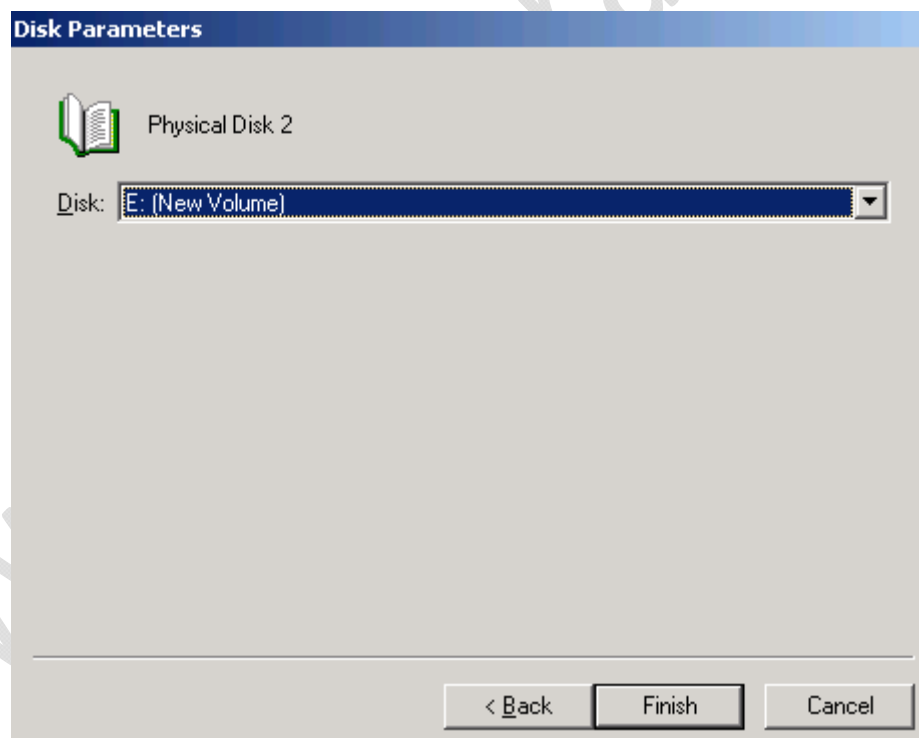 Disk Parameters
Physical Disk 2
Disk: E: (New Volume)
< Back Finish Cancel